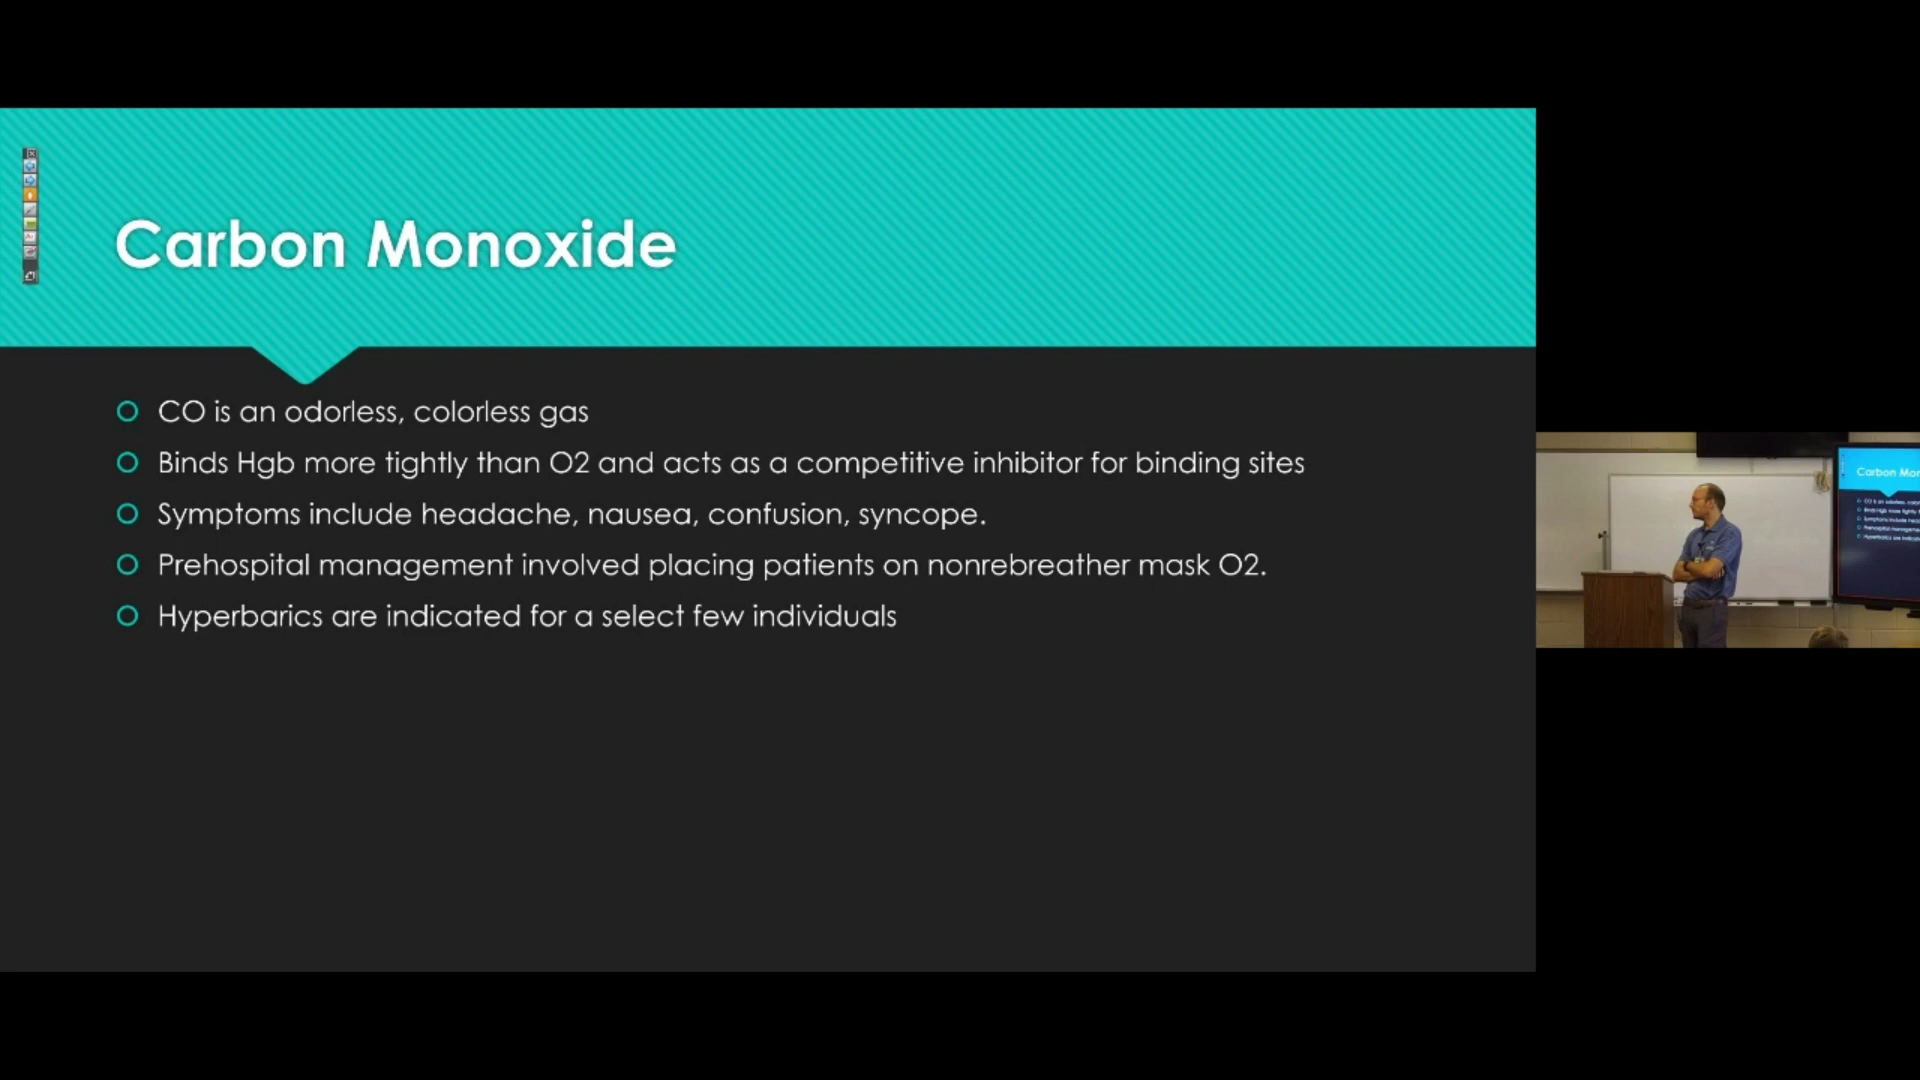 Carbon Monoxide
CO is an odorless, colorless gas
Binds Hgb more tightly than O2 and acts as a competitive inhibitor for binding sites
Symptoms include headache, nausea, confusion, syncope.
Prehospital management involved placing patients on nonrebreather mask O2.
Hyperbarics are indicated for a select few individuals
Carbon Mon